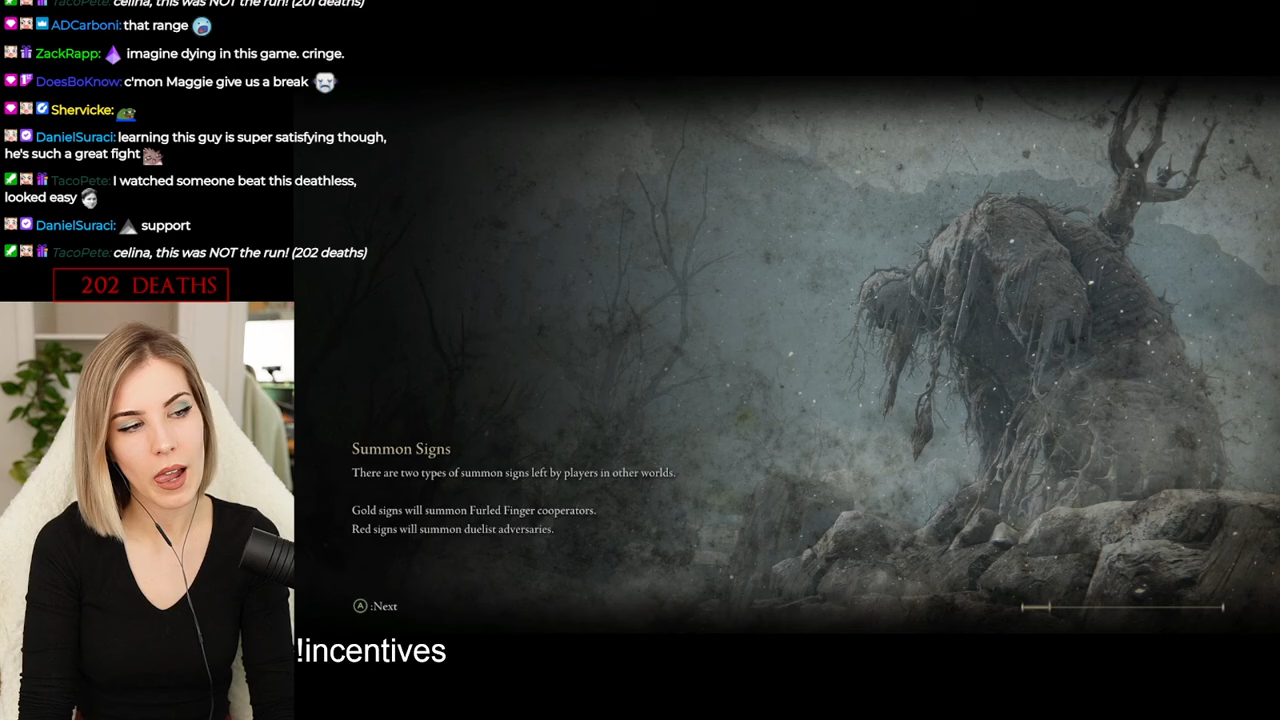 TacoPete: celina, this was NOT the run! (201 deaths)
ADCarboni: that range
ZackRapp: imagine dying in this game. cringe.
DoesBoKnow: c'mon Maggie give us a break
Shervicke:
DanielSuraci: learning this guy is super satisfying though,
he's such a great fight
TacoPete: I watched someone beat this deathless,
looked easy
DanielSuraci: support
TacoPete: celina, this was NOT the run! (202 deaths)
202 DEATHS
Summon Signs
There are two types of summon signs left by players in other worlds.
Gold signs will summon Furled Finger cooperators.
Red signs will summon duelist adversaries.
A :Next
!incentives